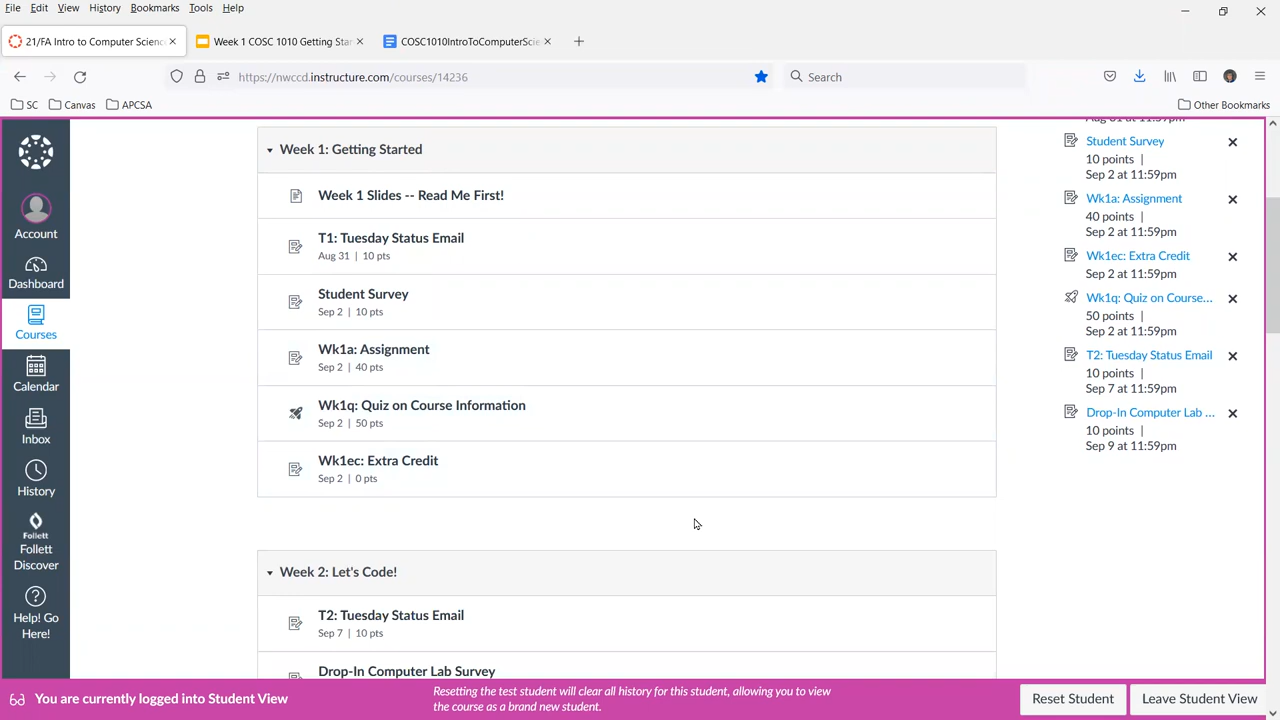 File Edit View History Bookmarks Tools Help
21/FA Intro to Computer Science
Week 1 COSC 1010 Getting Star
COSC1010IntroToComputerScie
https://nwccd.instructure.com/courses/14236
Search
SC
Canvas
APCSA
Other Bookmarks
Account
Dashboard
Courses
Calendar
Inbox
History
Follett
Follett
Discover
Help! Go
Here!
Week 1: Getting Started
Week 1 Slides -- Read Me First!
T1: Tuesday Status Email
Aug 31 | 10 pts
Student Survey
Sep 2 | 10 pts
Wk1a: Assignment
Sep 2 | 40 pts
Wk1q: Quiz on Course Information
Sep 2 | 50 pts
Wk1ec: Extra Credit
Sep 2 | 0 pts
Week 2: Let's Code!
T2: Tuesday Status Email
Sep 7 | 10 pts
Drop-In Computer Lab Survey
Aug 31 at 11:59pm
Student Survey
10 points |
Sep 2 at 11:59pm
Wk1a: Assignment
40 points |
Sep 2 at 11:59pm
Wk1ec: Extra Credit
Sep 2 at 11:59pm
Wk1q: Quiz on Course...
50 points |
Sep 2 at 11:59pm
T2: Tuesday Status Email
10 points |
Sep 7 at 11:59pm
Drop-In Computer Lab ...
10 points |
Sep 9 at 11:59pm
You are currently logged into Student View
Resetting the test student will clear all history for this student, allowing you to view
the course as a brand new student.
Reset Student
Leave Student View